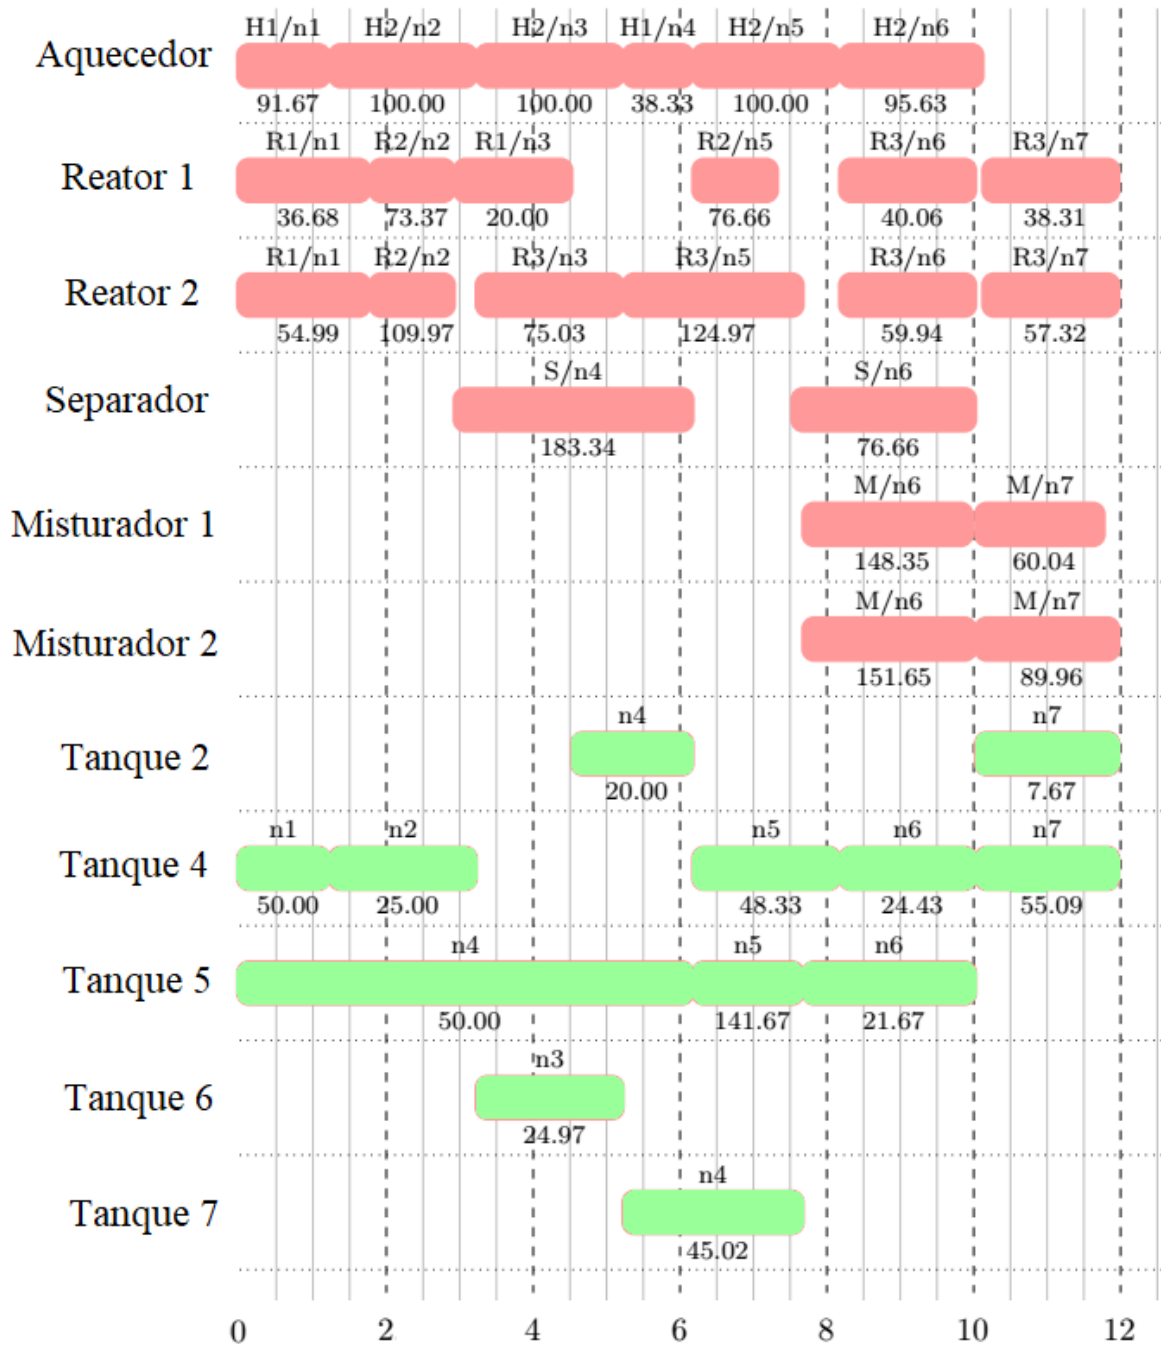 H1/n1 H2/n2 H2/n3 H1/n4 H2/n5 H2/n6
Aquecedor
91.67 100.00 100.00 38.33 100.00 95.63
R1/n1 R2/n2 R1/n3 R2/n5 R3/n6 R3/n7
Reator 1
36.68 73.37 20.00 76.66 40.06 38.31
R1/n1 R2/n2 R3/n3 R3/n5 R3/n6 R3/n7
Reator 2
54.99 109.97 75.03 124.97 59.94 57.32
S/n4 S/n6
Separador
183.34 76.66
M/n6 M/n7
Misturador 1
148.35 60.04
M/n6 M/n7
Misturador 2
151.65 89.96
n4 n7
Tanque 2
20.00 7.67
n1 n2 n5 n6 n7
Tanque 4
50.00 25.00 48.33 24.43 55.09
n4 n5 n6
Tanque 5
50.00 141.67 21.67
n3
Tanque 6
24.97
n4
Tanque 7
45.02
0 2 4 6 8 10 12